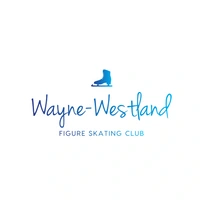 Wayne-Westland
FIGURE SKATING CLUB